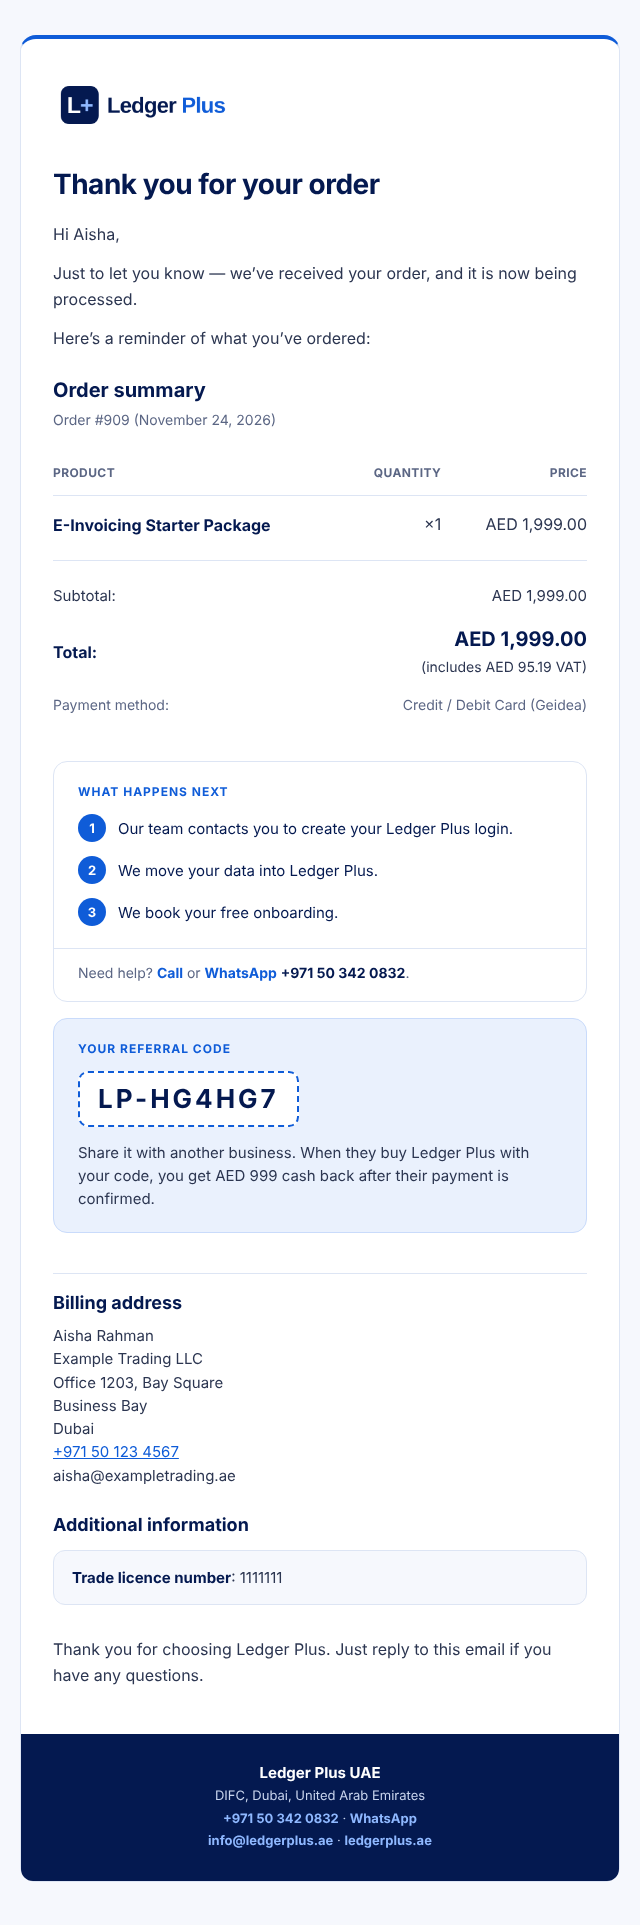 L+ Ledger Plus
Thank you for your order
Hi Aisha,
Just to let you know — we’ve received your order, and it is now being
processed.
Here’s a reminder of what you’ve ordered:
Order summary
Order #909 (November 24, 2026)
PRODUCT QUANTITY PRICE
E-Invoicing Starter Package ×1 AED 1,999.00
Subtotal: AED 1,999.00
Total: AED 1,999.00
(includes AED 95.19 VAT)
Payment method: Credit / Debit Card (Geidea)
WHAT HAPPENS NEXT
1 Our team contacts you to create your Ledger Plus login.
2 We move your data into Ledger Plus.
3 We book your free onboarding.
Need help? Call or WhatsApp +971 50 342 0832.
YOUR REFERRAL CODE
LP-HG4HG7
Share it with another business. When they buy Ledger Plus with
your code, you get AED 999 cash back after their payment is
confirmed.
Billing address
Aisha Rahman
Example Trading LLC
Office 1203, Bay Square
Business Bay
Dubai
+971 50 123 4567
aisha@exampletrading.ae
Additional information
Trade licence number: 1111111
Thank you for choosing Ledger Plus. Just reply to this email if you
have any questions.
Ledger Plus UAE
DIFC, Dubai, United Arab Emirates
+971 50 342 0832 · WhatsApp
info@ledgerplus.ae · ledgerplus.ae